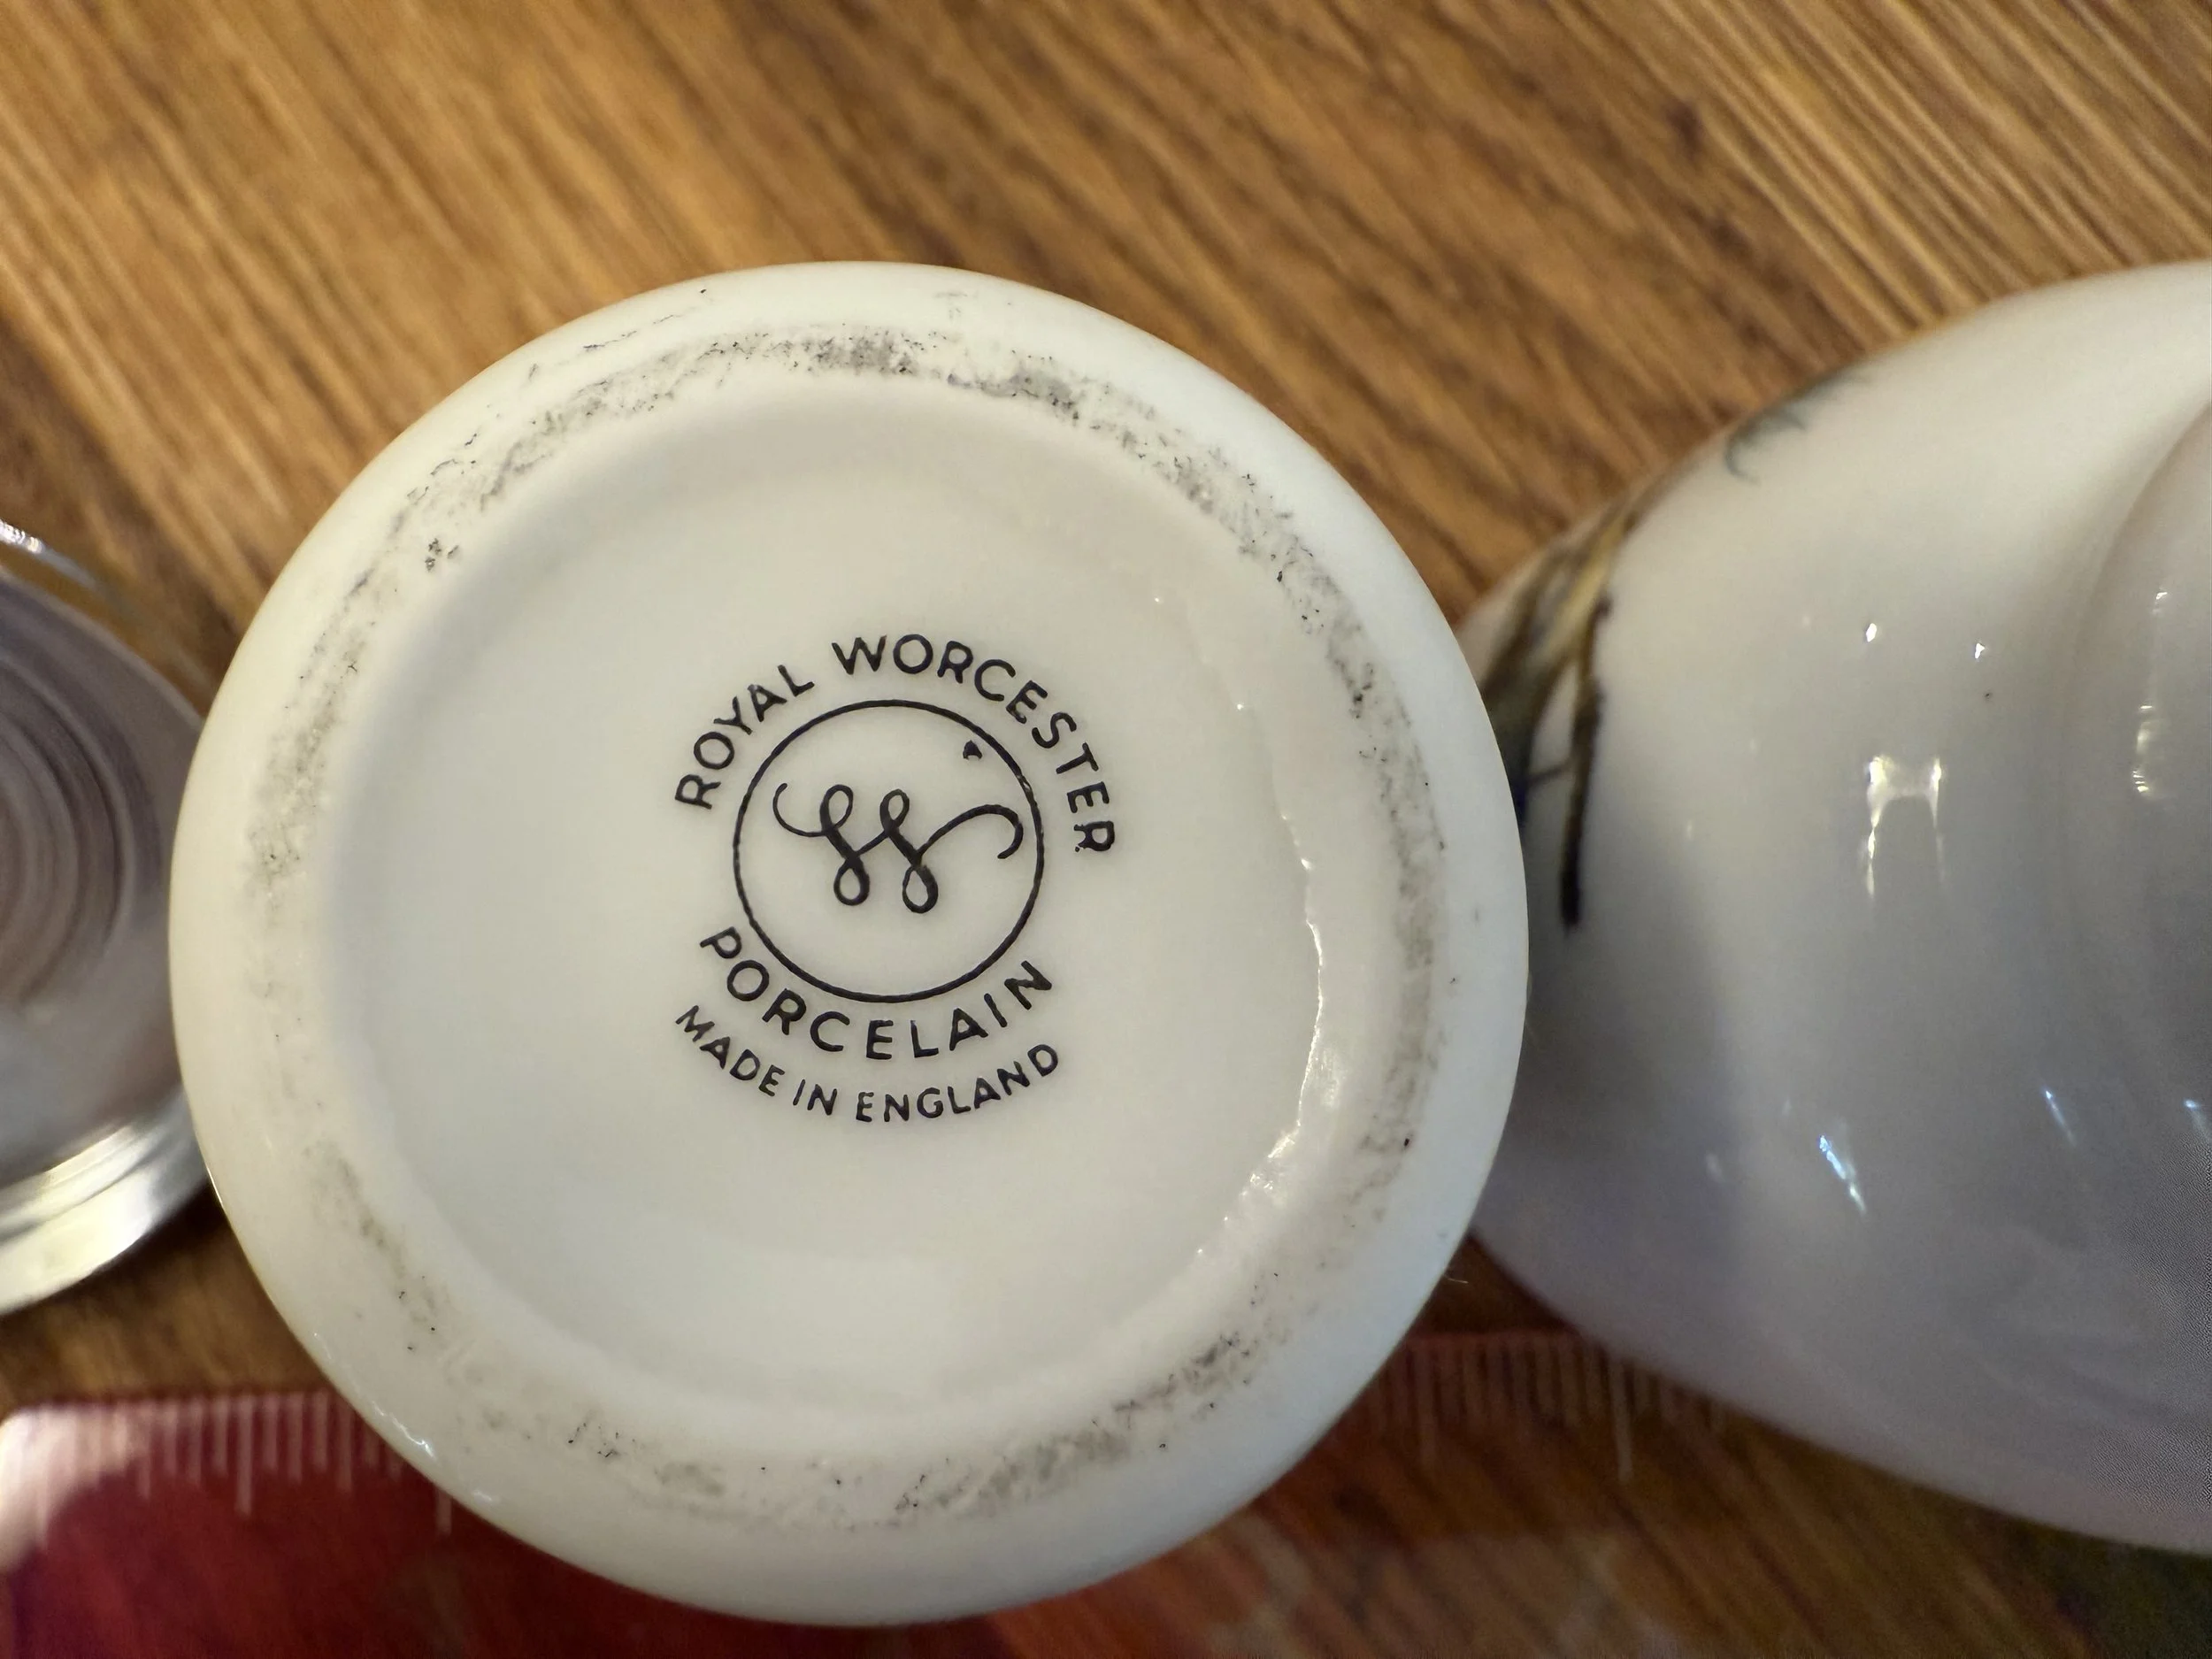 ROYAL WORCESTER
W
PORCELAIN
MADE IN ENGLAND